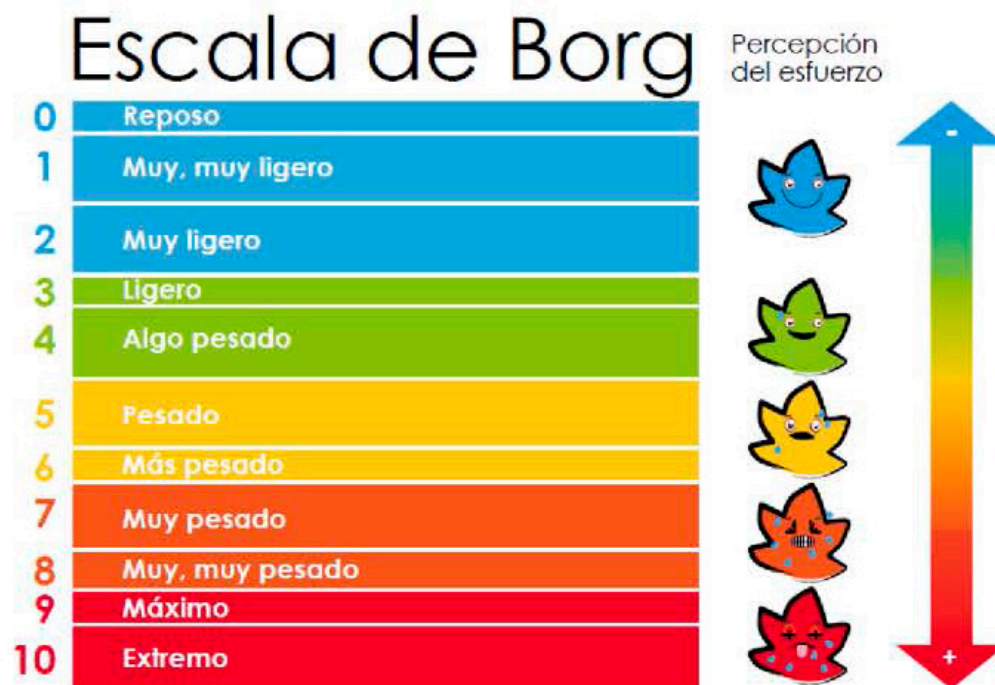 Escala de Borg
Percepción
del esfuerzo
0 Reposo
1 Muy, muy ligero
2 Muy ligero
3 Ligero
4 Algo pesado
5 Pesado
6 Más pesado
7 Muy pesado
8 Muy, muy pesado
9 Máximo
10 Extremo
-
+